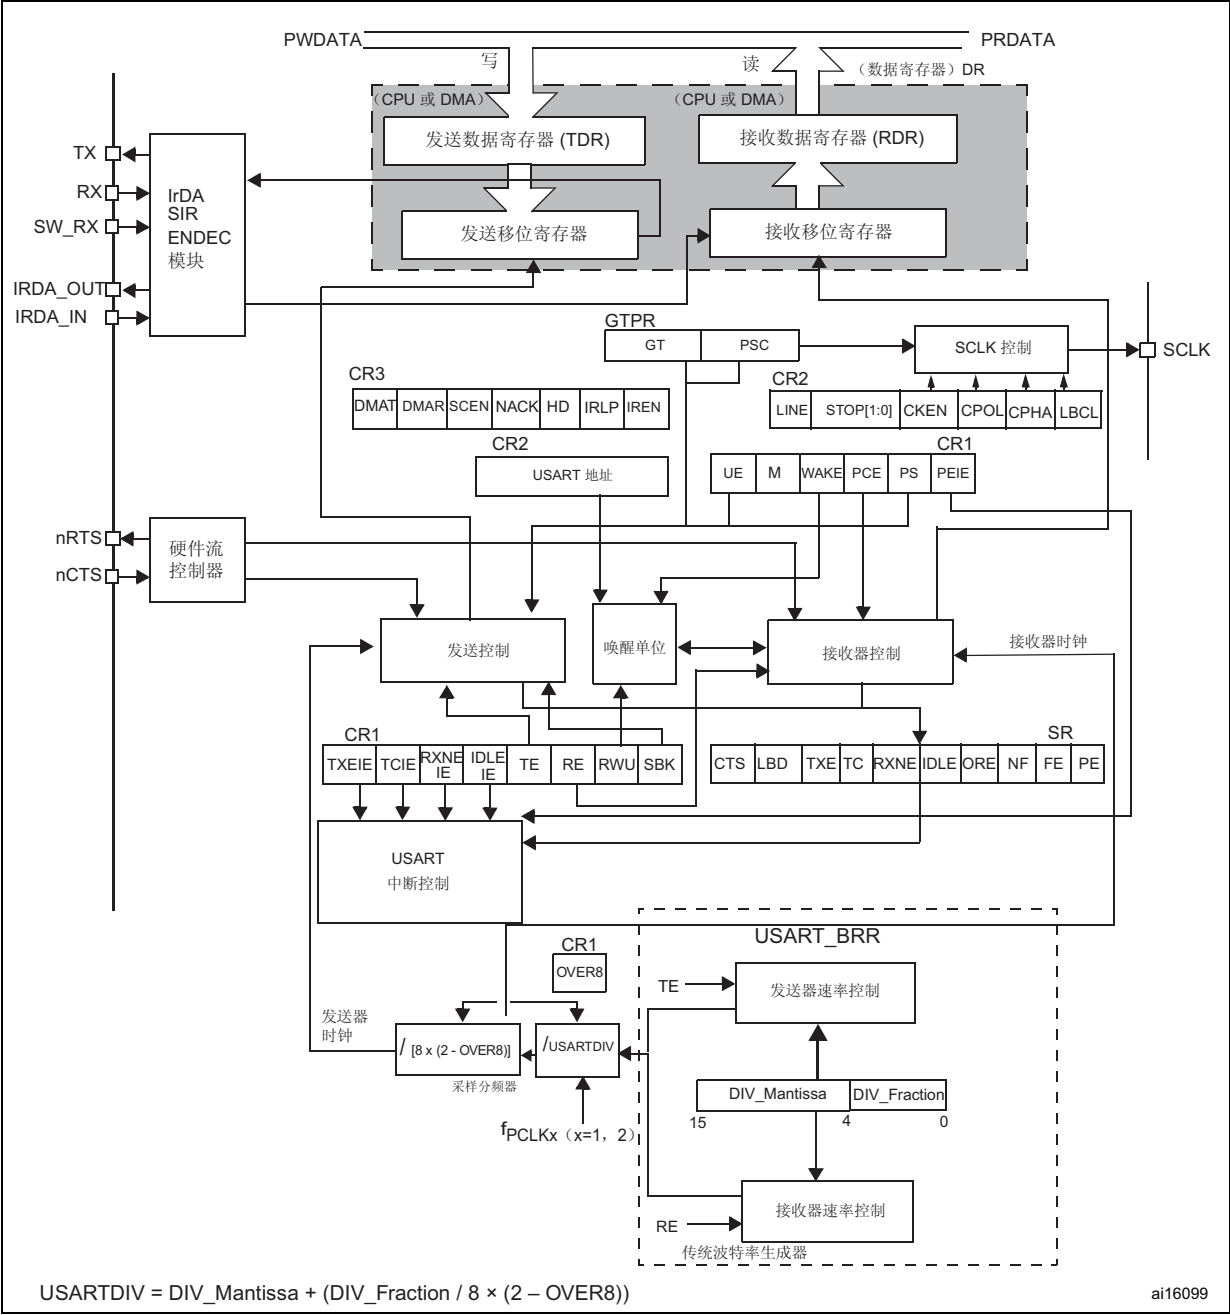 PWDATA
PRDATA
写
读
（数据寄存器）DR
（CPU 或 DMA）
（CPU 或 DMA）
发送数据寄存器 (TDR)
接收数据寄存器 (RDR)
TX
RX
SW_RX
IRDA_OUT
IRDA_IN
IrDA
SIR
ENDEC
模块
发送移位寄存器
接收移位寄存器
GTPR
GT
PSC
SCLK 控制
SCLK
CR3
DMAT
DMAR
SCEN
NACK
HD
IRLP
IREN
CR2
LINE
STOP[1:0]
CKEN
CPOL
CPHA
LBCL
CR2
USART 地址
CR1
UE
M
WAKE
PCE
PS
PEIE
nRTS
nCTS
硬件流
控制器
发送控制
唤醒单位
接收器控制
接收器时钟
CR1
TXEIE
TCIE
RXNE
IE
IDLE
IE
TE
RE
RWU
SBK
SR
CTS
LBD
TXE
TC
RXNE
IDLE
ORE
NF
FE
PE
USART
中断控制
USART_BRR
CR1
OVER8
TE
发送器速率控制
发送器
时钟
/ [8 x (2 - OVER8)]
/USARTDIV
采样分频器
DIV_Mantissa
DIV_Fraction
15
4
0
fPCLKx（x=1，2）
接收器速率控制
RE
传统波特率生成器
USARTDIV = DIV_Mantissa + (DIV_Fraction / 8 × (2 – OVER8))
ai16099